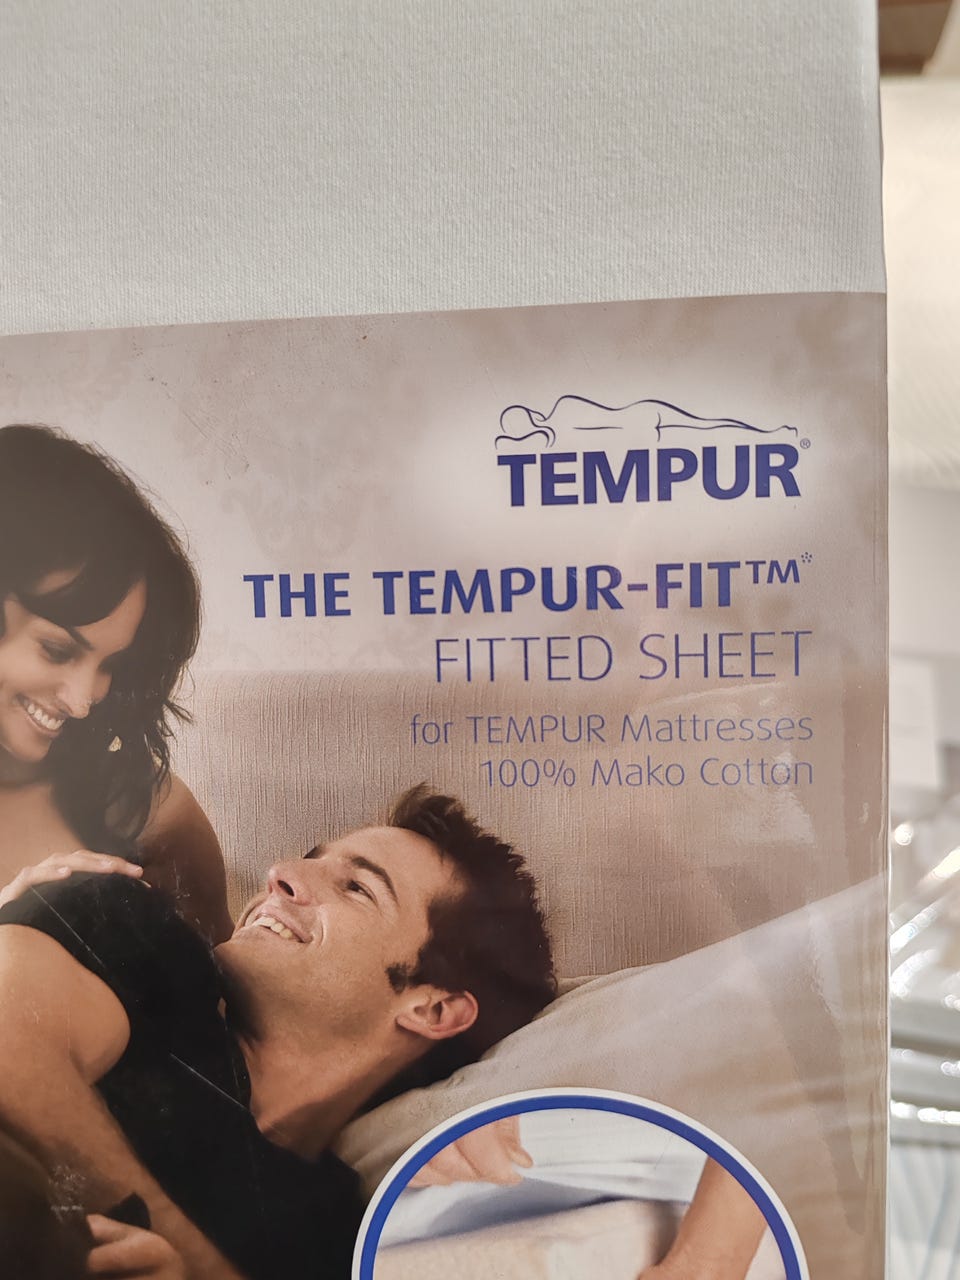 TEMPUR®
THE TEMPUR-FIT™*
FITTED SHEET
for TEMPUR Mattresses
100% Mako Cotton